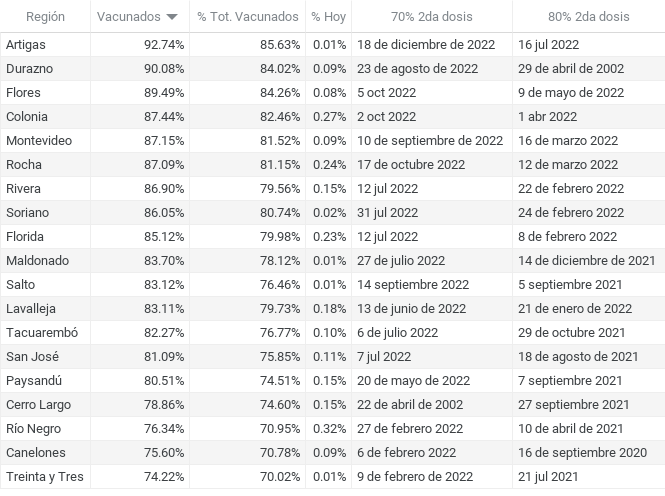 Región Vacunados % Tot. Vacunados % Hoy 70% 2da dosis 80% 2da dosis
Artigas 92.74% 85.63% 0.01% 18 de diciembre de 2022 16 jul 2022
Durazno 90.08% 84.02% 0.09% 23 de agosto de 2022 29 de abril de 2002
Flores 89.49% 84.26% 0.08% 5 oct 2022 9 de mayo de 2022
Colonia 87.44% 82.46% 0.27% 2 oct 2022 1 abr 2022
Montevideo 87.15% 81.52% 0.09% 10 de septiembre de 2022 16 de marzo 2022
Rocha 87.09% 81.15% 0.24% 17 de octubre 2022 12 de marzo 2022
Rivera 86.90% 79.56% 0.15% 12 jul 2022 22 de febrero 2022
Soriano 86.05% 80.74% 0.02% 31 jul 2022 24 de febrero 2022
Florida 85.12% 79.98% 0.23% 12 jul 2022 8 de febrero 2022
Maldonado 83.70% 78.12% 0.01% 27 de julio 2022 14 de diciembre de 2021
Salto 83.12% 76.46% 0.01% 14 septiembre 2022 5 septiembre 2021
Lavalleja 83.11% 79.73% 0.18% 13 de junio de 2022 21 de enero de 2022
Tacuarembó 82.27% 76.77% 0.10% 6 de julio 2022 29 de octubre 2021
San José 81.09% 75.85% 0.11% 7 jul 2022 18 de agosto de 2021
Paysandú 80.51% 74.51% 0.15% 20 de mayo de 2022 7 septiembre 2021
Cerro Largo 78.86% 74.60% 0.15% 22 de abril de 2002 27 septiembre 2021
Río Negro 76.34% 70.95% 0.32% 27 de febrero 2022 10 de abril de 2021
Canelones 75.60% 70.78% 0.09% 6 de febrero 2022 16 de septiembre 2020
Treinta y Tres 74.22% 70.02% 0.01% 9 de febrero de 2022 21 jul 2021